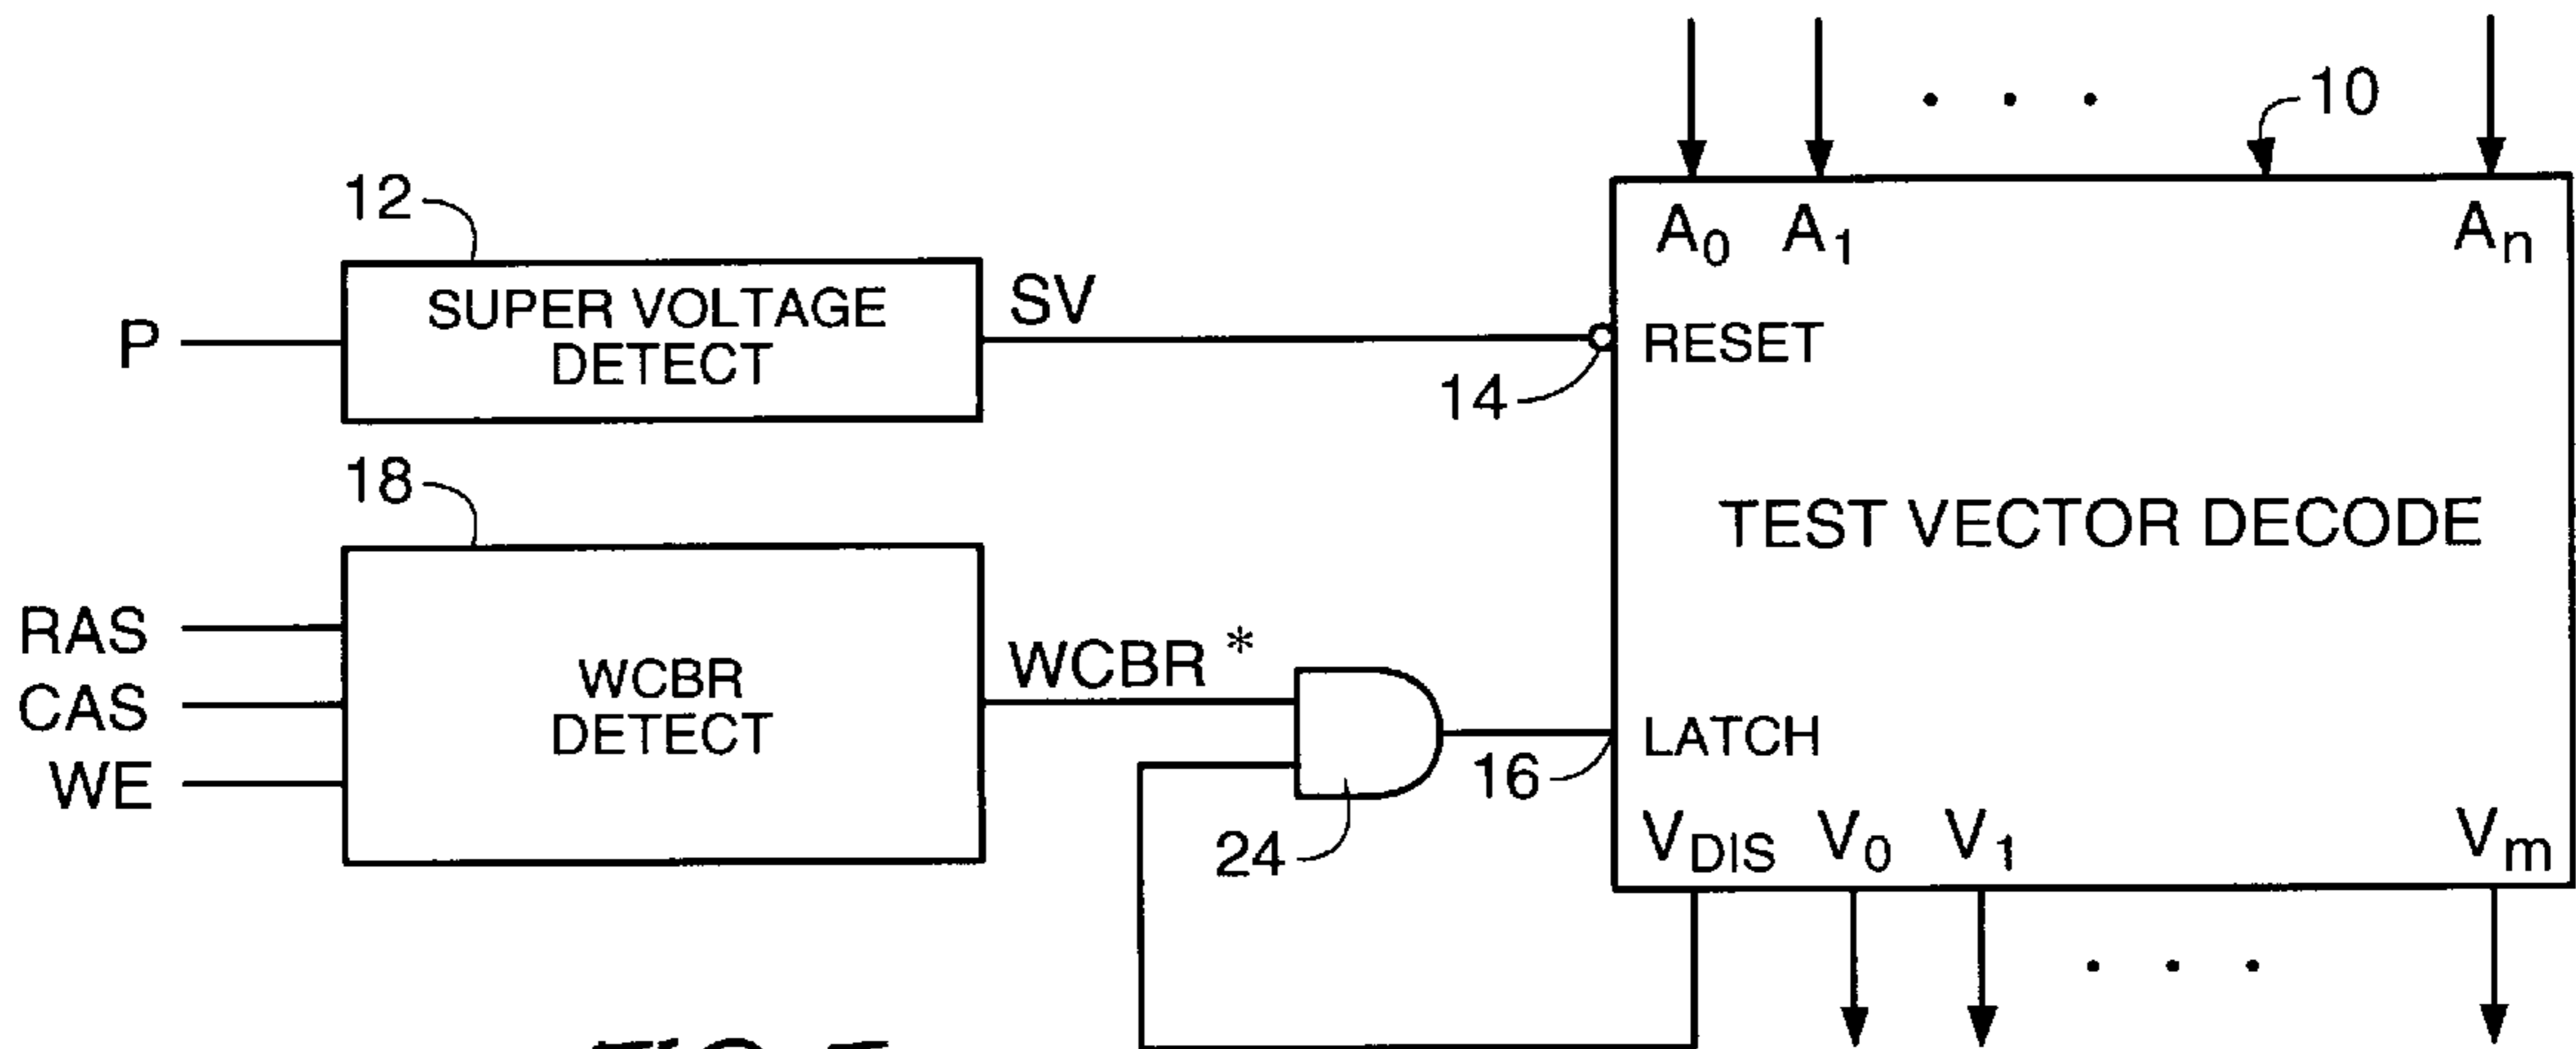 10
12
A0 A1 An
SUPER VOLTAGE
DETECT
P
SV
RESET
14
18
TEST VECTOR DECODE
RAS
CAS
WE
WCBR
DETECT
WCBR *
LATCH
16
24
VDIS V0 V1 Vm